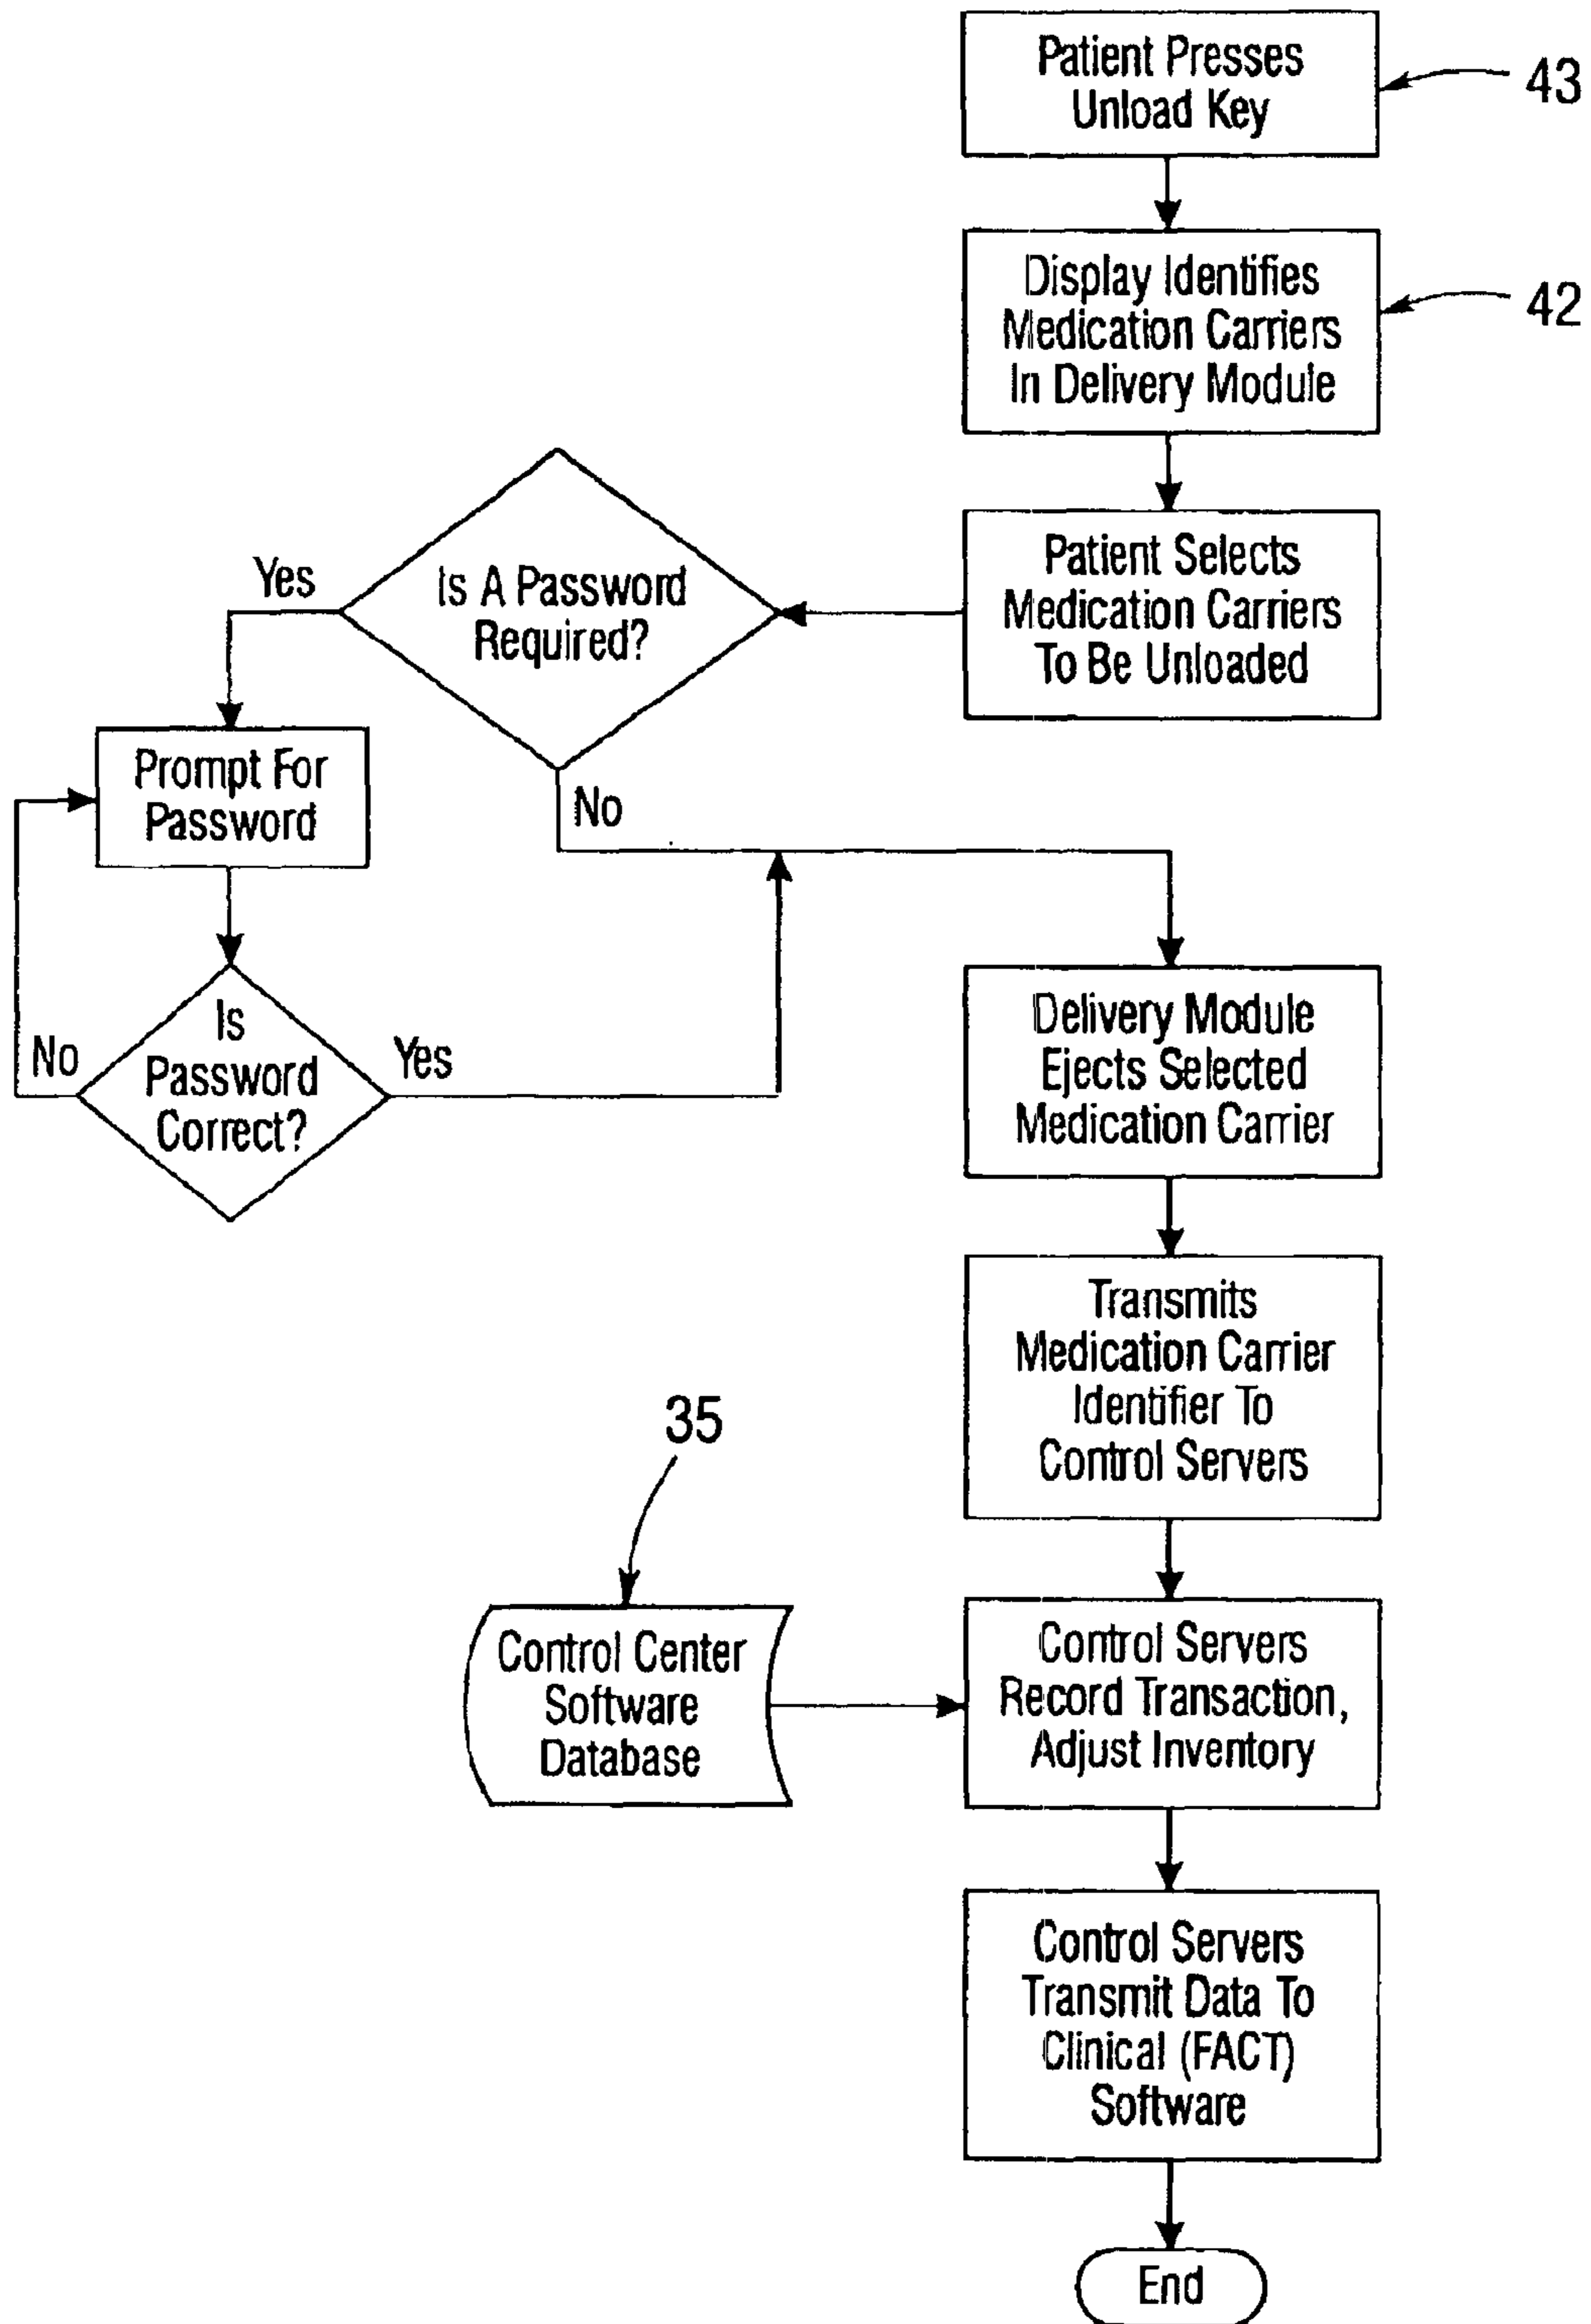 Patient Presses
Unload Key
43
Display Identifies
Medication Carriers
In Delivery Module
42
Patient Selects
Medication Carriers
To Be Unloaded
Is A Password
Required?
Yes
No
Prompt For
Password
Is
Password
Correct?
No
Yes
Delivery Module
Ejects Selected
Medication Carrier
Transmits
Medication Carrier
Identifier To
Control Servers
35
Control Center
Software
Database
Control Servers
Record Transaction,
Adjust Inventory
Control Servers
Transmit Data To
Clinical (FACT)
Software
End